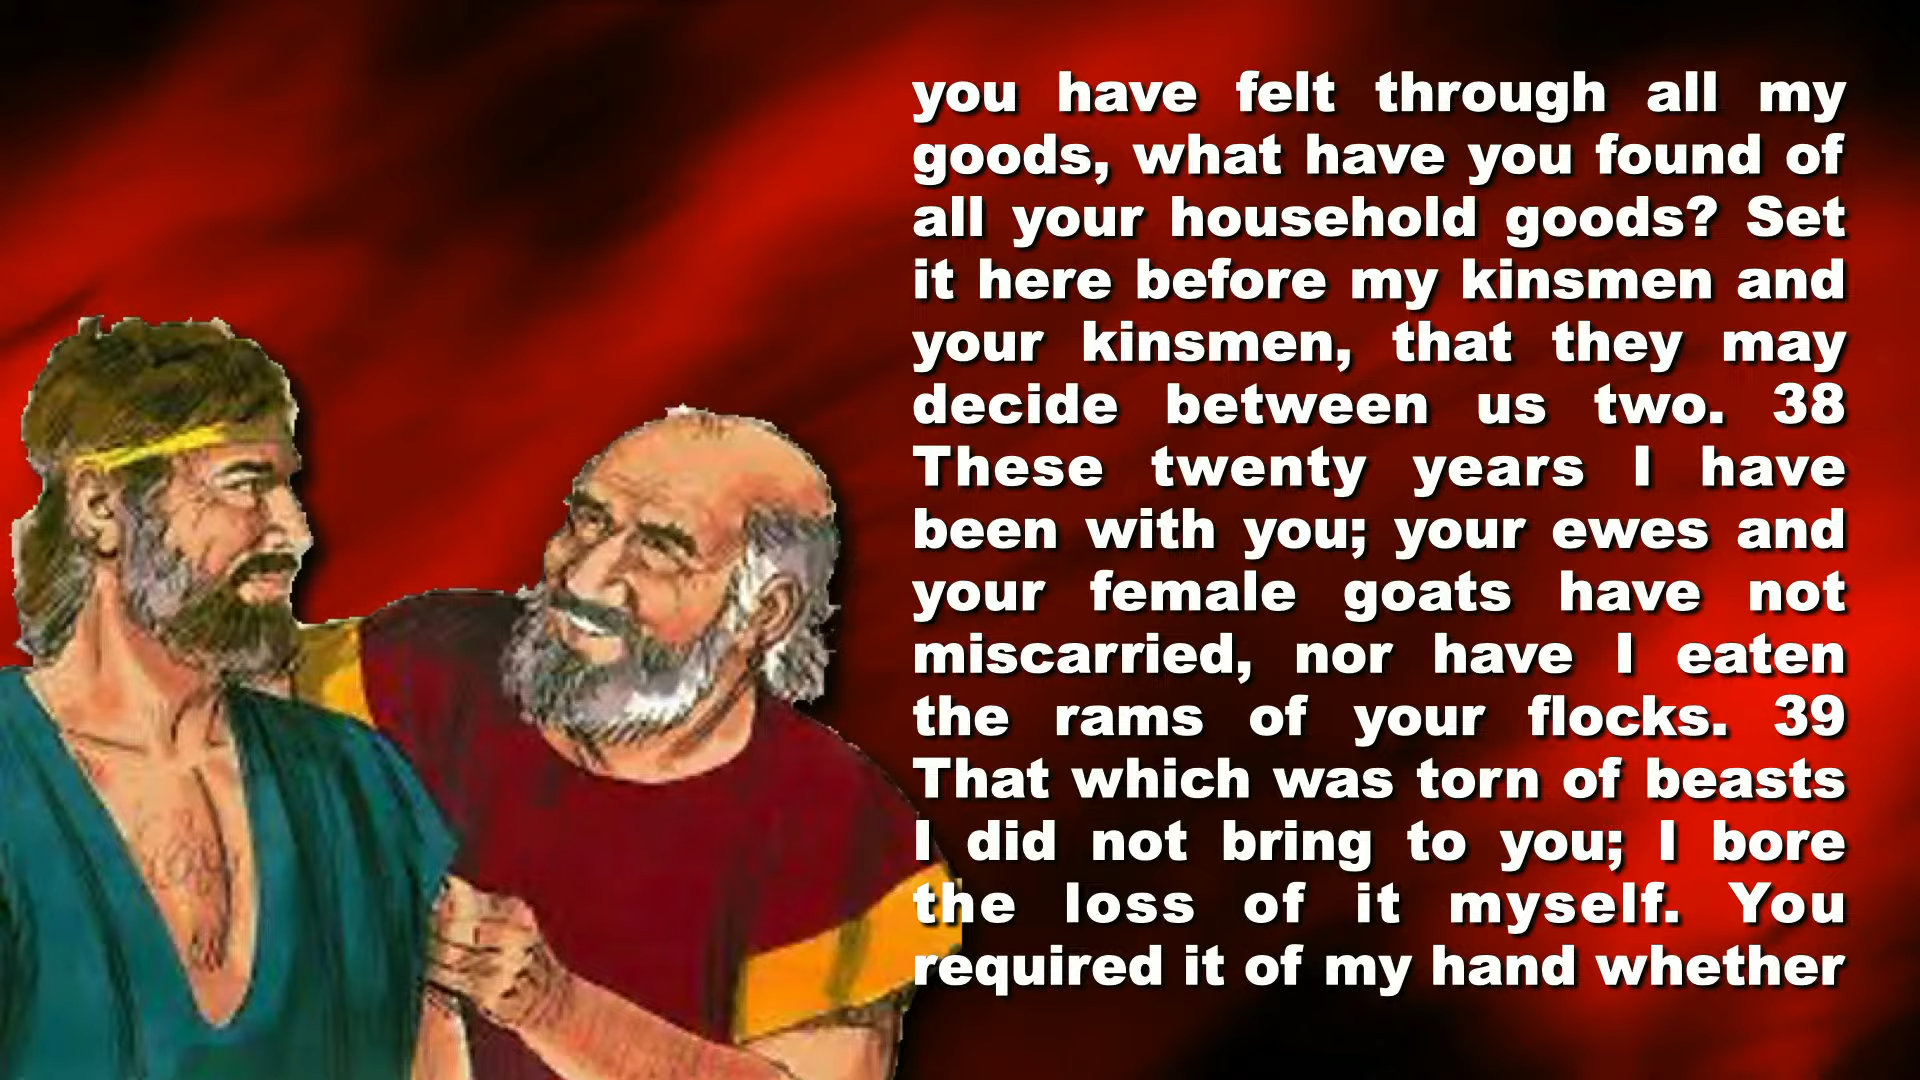 you have felt through all my
goods, what have you found of
all your household goods? Set
it here before my kinsmen and
your kinsmen, that they may
decide between us two. 38
These twenty years I have
been with you; your ewes and
your female goats have not
miscarried, nor have I eaten
the rams of your flocks. 39
That which was torn of beasts
I did not bring to you; I bore
the loss of it myself. You
required it of my hand whether